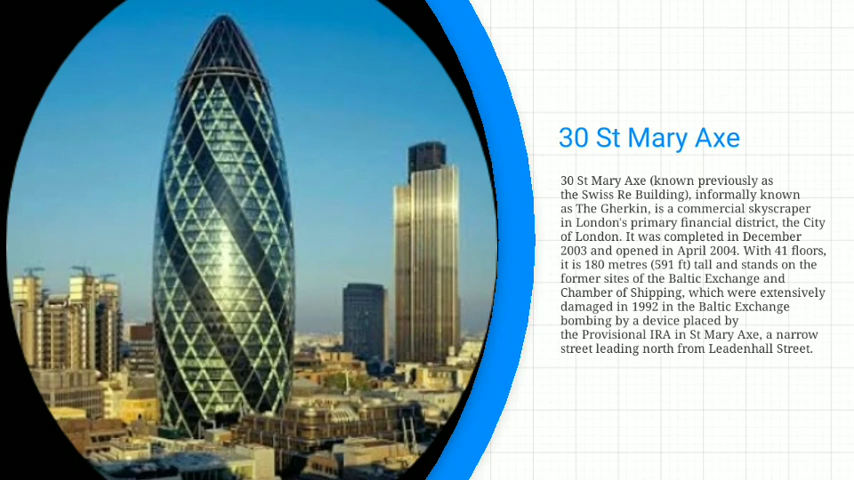 30 St Mary Axe
30 St Mary Axe (known previously as
the Swiss Re Building), informally known
as The Gherkin, is a commercial skyscraper
in London's primary financial district, the City
of London. It was completed in December
2003 and opened in April 2004. With 41 floors,
it is 180 metres (591 ft) tall and stands on the
former sites of the Baltic Exchange and
Chamber of Shipping, which were extensively
damaged in 1992 in the Baltic Exchange
bombing by a device placed by
the Provisional IRA in St Mary Axe, a narrow
street leading north from Leadenhall Street.